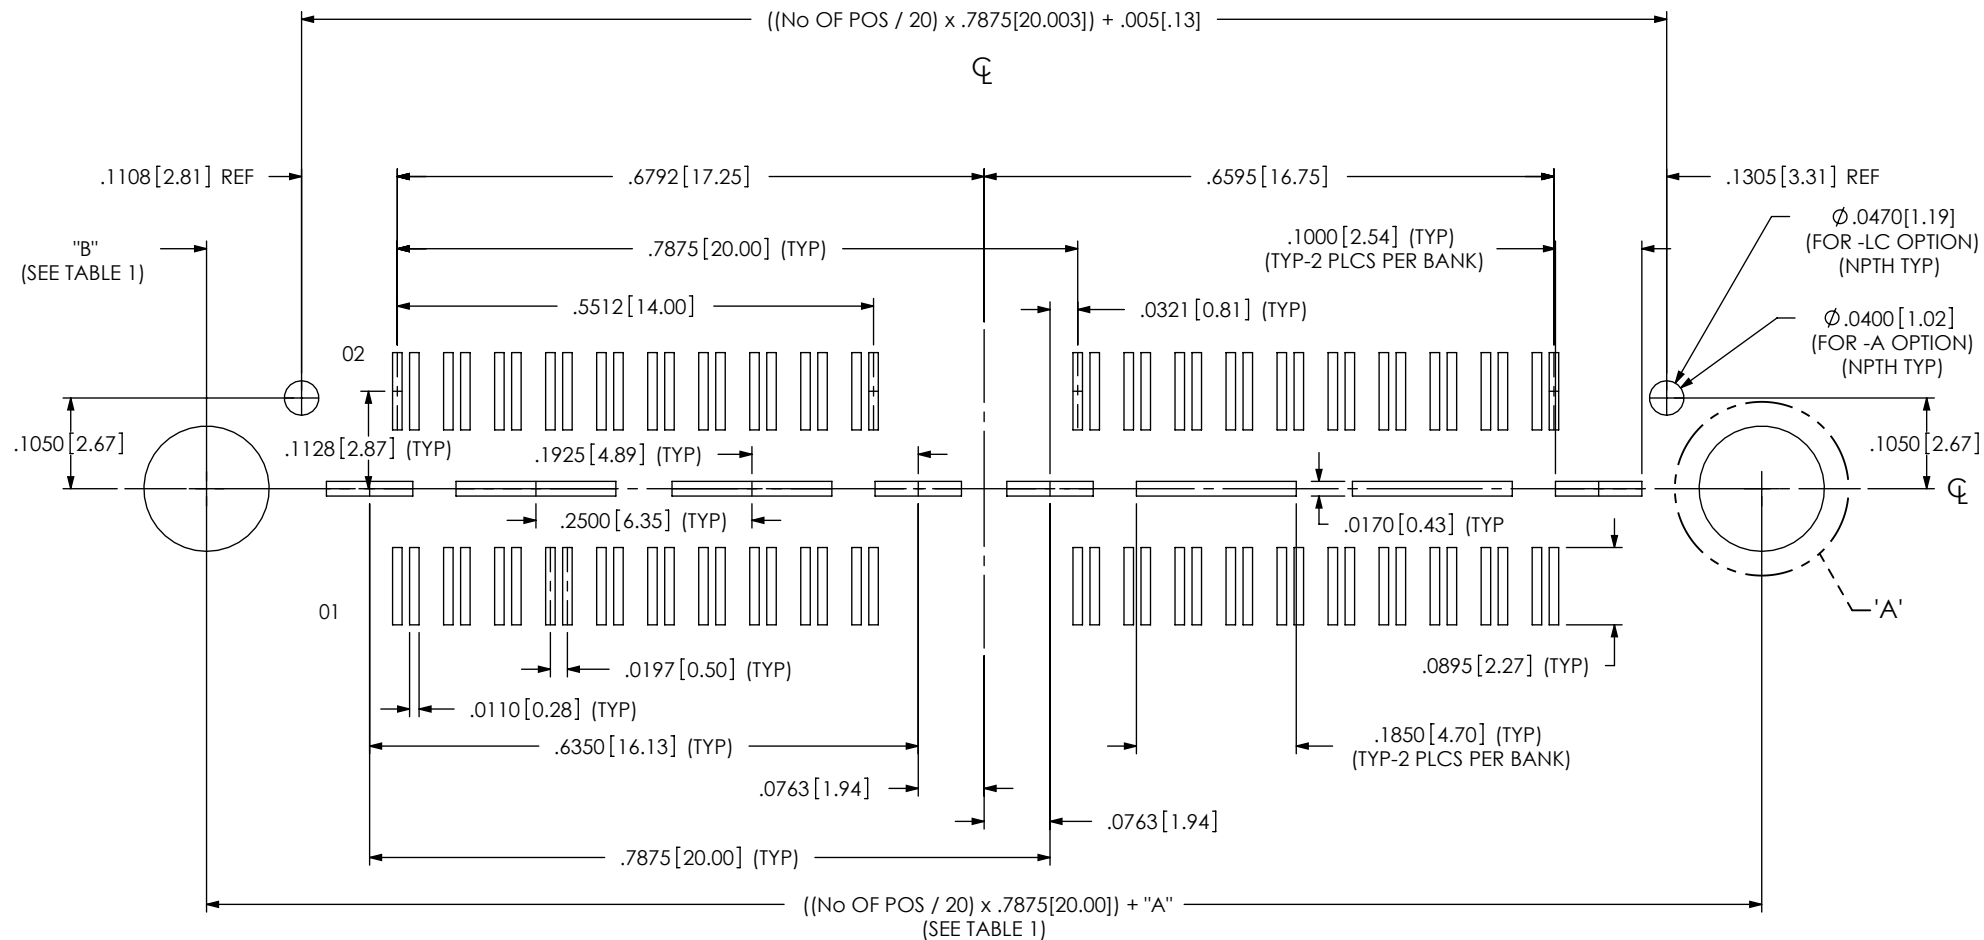 ((No OF POS / 20) x .7875[20.003]) + .005[.13]
℄
.1108[2.81] REF
.6792[17.25]
.6595[16.75]
.1305[3.31] REF
"B"
(SEE TABLE 1)
.7875[20.00] (TYP)
.1000[2.54] (TYP)
(TYP-2 PLCS PER BANK)
Ø.0470[1.19]
(FOR -LC OPTION)
(NPTH TYP)
.5512[14.00]
.0321[0.81] (TYP)
Ø.0400[1.02]
(FOR -A OPTION)
(NPTH TYP)
02
.1050[2.67]
.1128[2.87] (TYP)
.1925[4.89] (TYP)
.1050[2.67]
℄
.2500[6.35] (TYP)
.0170[0.43] (TYP
01
'A'
.0197[0.50] (TYP)
.0895[2.27] (TYP)
.0110[0.28] (TYP)
.6350[16.13] (TYP)
.1850[4.70] (TYP)
(TYP-2 PLCS PER BANK)
.0763[1.94]
.0763[1.94]
.7875[20.00] (TYP)
((No OF POS / 20) x .7875[20.00]) + "A"
(SEE TABLE 1)